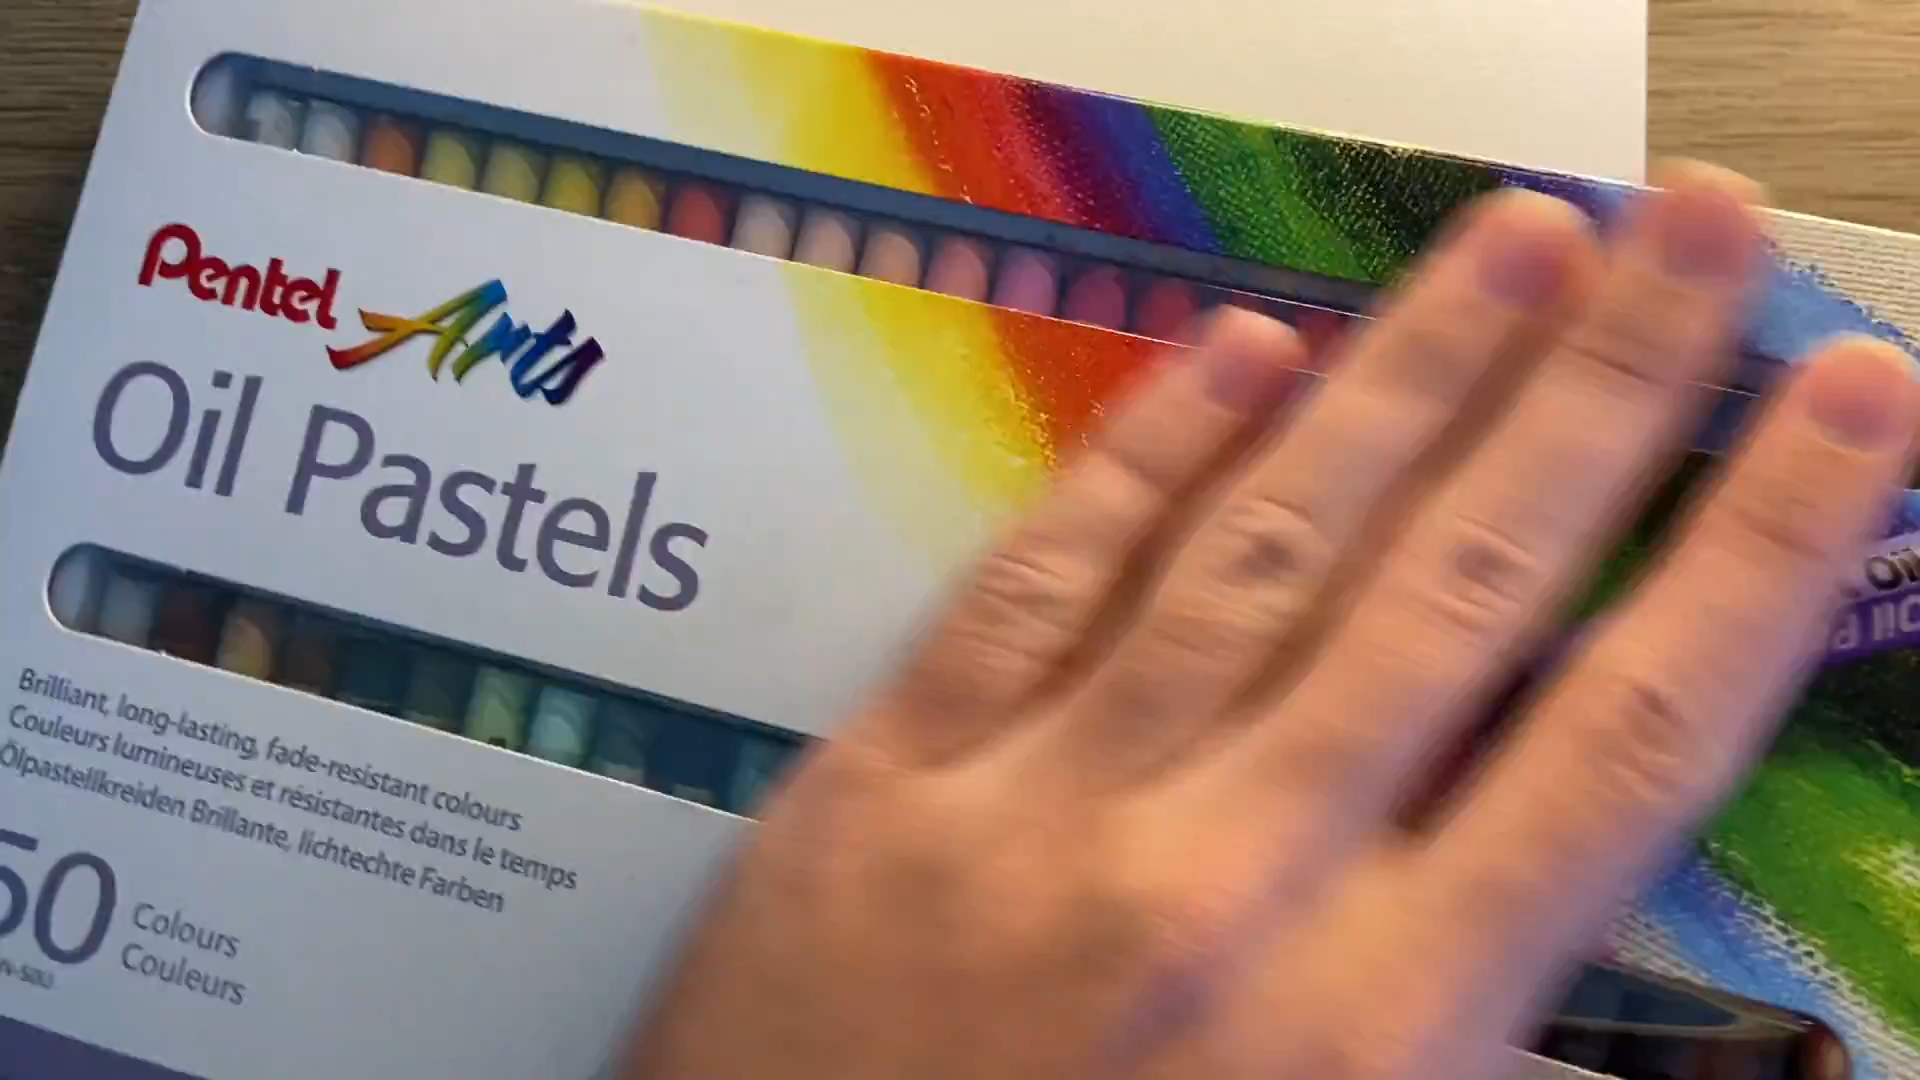 Pentel Arts
Oil Pastels
Brilliant, long-lasting, fade-resistant colours
Couleurs lumineuses et résistantes dans le temps
Ölpastellkreiden Brillante, lichtechte Farben
50 Colours
Couleurs